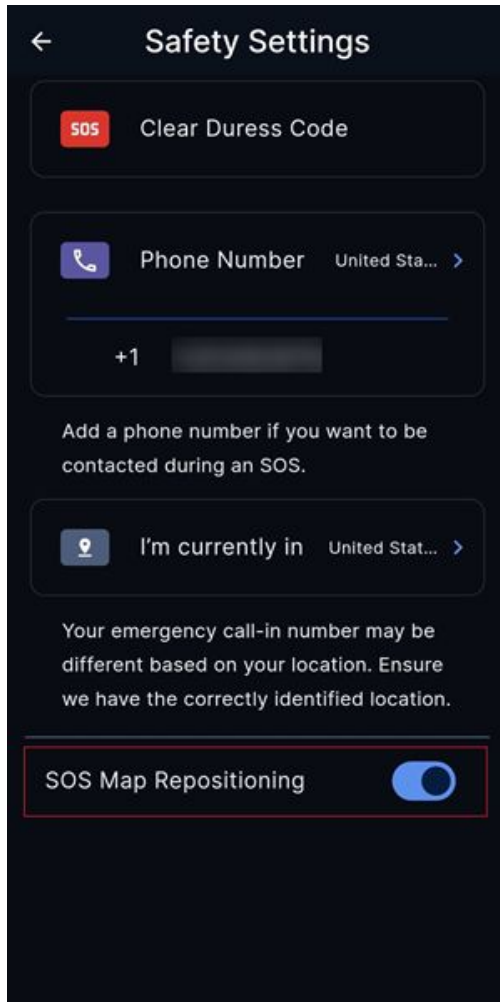 Safety Settings
SOS Clear Duress Code
Phone Number United Sta...
+1
Add a phone number if you want to be
contacted during an SOS.
I'm currently in United Stat...
Your emergency call-in number may be
different based on your location. Ensure
we have the correctly identified location.
SOS Map Repositioning